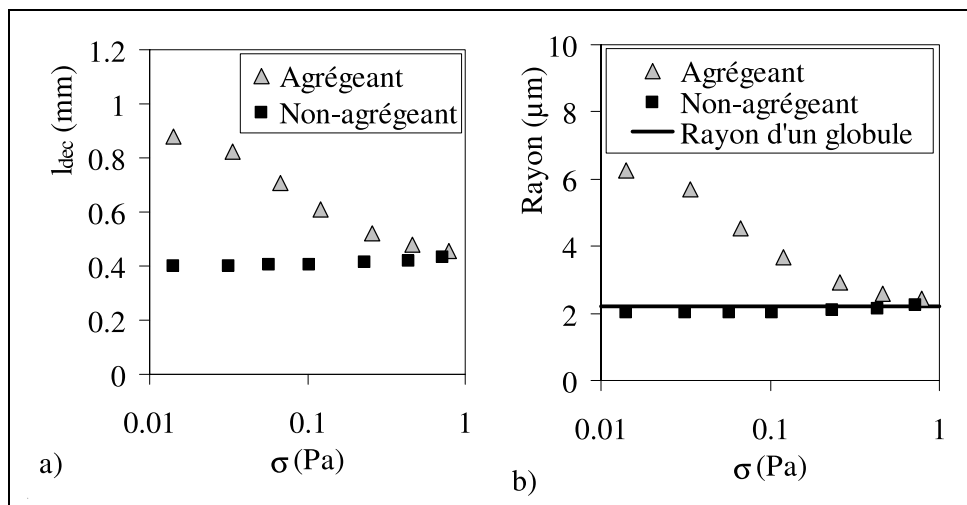 1.2
1
0.8
0.6
0.4
0.2
0
l_dec (mm)
Agrégeant
Non-agrégeant
0.01
0.1
1
σ (Pa)
a)
10
8
6
4
2
0
Rayon (µm)
Agrégeant
Non-agrégeant
Rayon d'un globule
0.01
0.1
1
σ (Pa)
b)